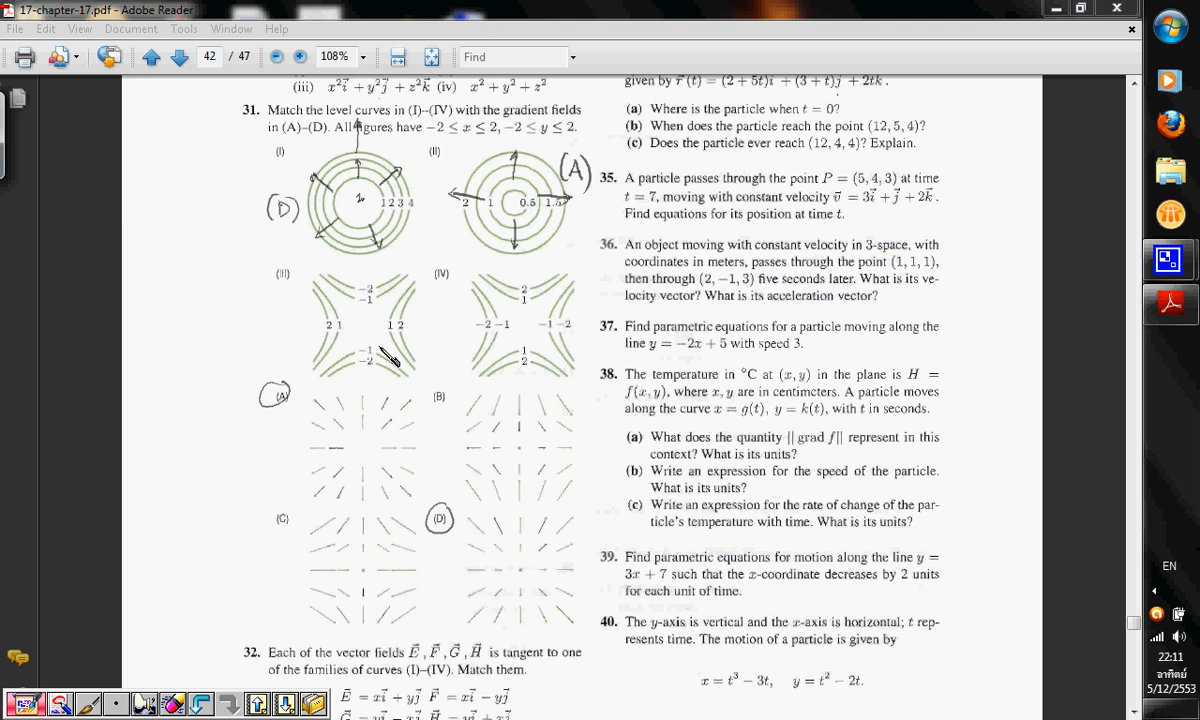 17-chapter-17.pdf - Adobe Reader
File Edit View Document Tools Window Help
42 / 47 108% Find
(iii) x²i⃗ + y²j⃗ + z²k⃗ (iv) x² + y² + z²
31. Match the level curves in (I)–(IV) with the gradient fields
in (A)–(D). All figures have −2 ≤ x ≤ 2, −2 ≤ y ≤ 2.
(I) (II)
(A)
(D)
1 2 3 4
2 1 0.5 1.5
(III) (IV)
−2
−1
2 1 1 2
−1
−2
2
1
−2 −1 −1 −2
1
2
(A) (B)
(C) (D)
32. Each of the vector fields E⃗, F⃗, G⃗, H⃗ is tangent to one
of the families of curves (I)–(IV). Match them.
E⃗ = xi⃗ + yj⃗ F⃗ = xi⃗ − yj⃗
G⃗ = yi⃗ − xj⃗ H⃗ = yi⃗ + xj⃗
given by r⃗(t) = (2 + 5t)i⃗ + (3 + t)j⃗ + 2tk⃗.
(a) Where is the particle when t = 0?
(b) When does the particle reach the point (12, 5, 4)?
(c) Does the particle ever reach (12, 4, 4)? Explain.
35. A particle passes through the point P = (5, 4, 3) at time
t = 7, moving with constant velocity v⃗ = 3i⃗ + j⃗ + 2k⃗.
Find equations for its position at time t.
36. An object moving with constant velocity in 3-space, with
coordinates in meters, passes through the point (1, 1, 1),
then through (2, −1, 3) five seconds later. What is its ve-
locity vector? What is its acceleration vector?
37. Find parametric equations for a particle moving along the
line y = −2x + 5 with speed 3.
38. The temperature in °C at (x, y) in the plane is H =
f(x, y), where x, y are in centimeters. A particle moves
along the curve x = g(t), y = k(t), with t in seconds.
(a) What does the quantity || grad f|| represent in this
context? What is its units?
(b) Write an expression for the speed of the particle.
What is its units?
(c) Write an expression for the rate of change of the par-
ticle's temperature with time. What is its units?
39. Find parametric equations for motion along the line y =
3x + 7 such that the x-coordinate decreases by 2 units
for each unit of time.
40. The y-axis is vertical and the x-axis is horizontal; t rep-
resents time. The motion of a particle is given by
x = t³ − 3t, y = t² − 2t.
EN
22:11
อาทิตย์
5/12/2553